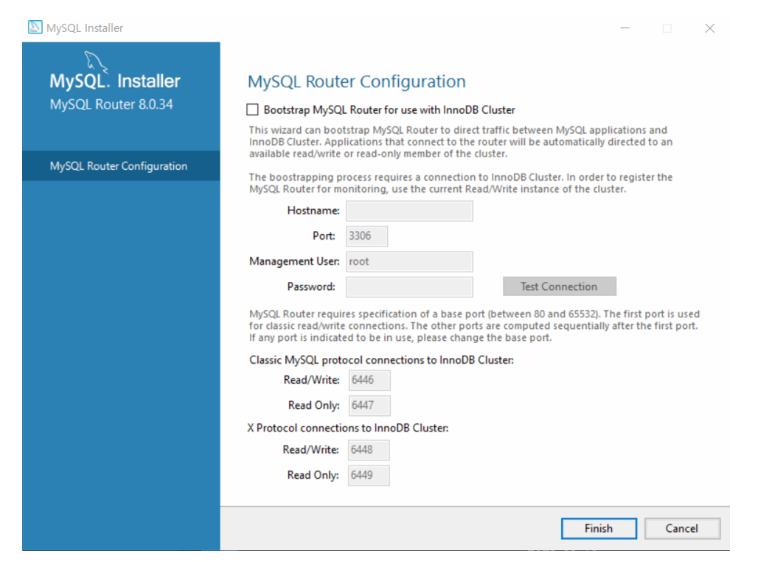 MySQL Installer
MySQL. Installer
MySQL Router 8.0.34
MySQL Router Configuration
MySQL Router Configuration
Bootstrap MySQL Router for use with InnoDB Cluster
This wizard can bootstrap MySQL Router to direct traffic between MySQL applications and
InnoDB Cluster. Applications that connect to the router will be automatically directed to an
available read/write or read-only member of the cluster.
The boostrapping process requires a connection to InnoDB Cluster. In order to register the
MySQL Router for monitoring, use the current Read/Write instance of the cluster.
Hostname:
Port: 3306
Management User: root
Password: Test Connection
MySQL Router requires specification of a base port (between 80 and 65532). The first port is used
for classic read/write connections. The other ports are computed sequentially after the first port.
If any port is indicated to be in use, please change the base port.
Classic MySQL protocol connections to InnoDB Cluster:
Read/Write: 6446
Read Only: 6447
X Protocol connections to InnoDB Cluster:
Read/Write: 6448
Read Only: 6449
Finish Cancel